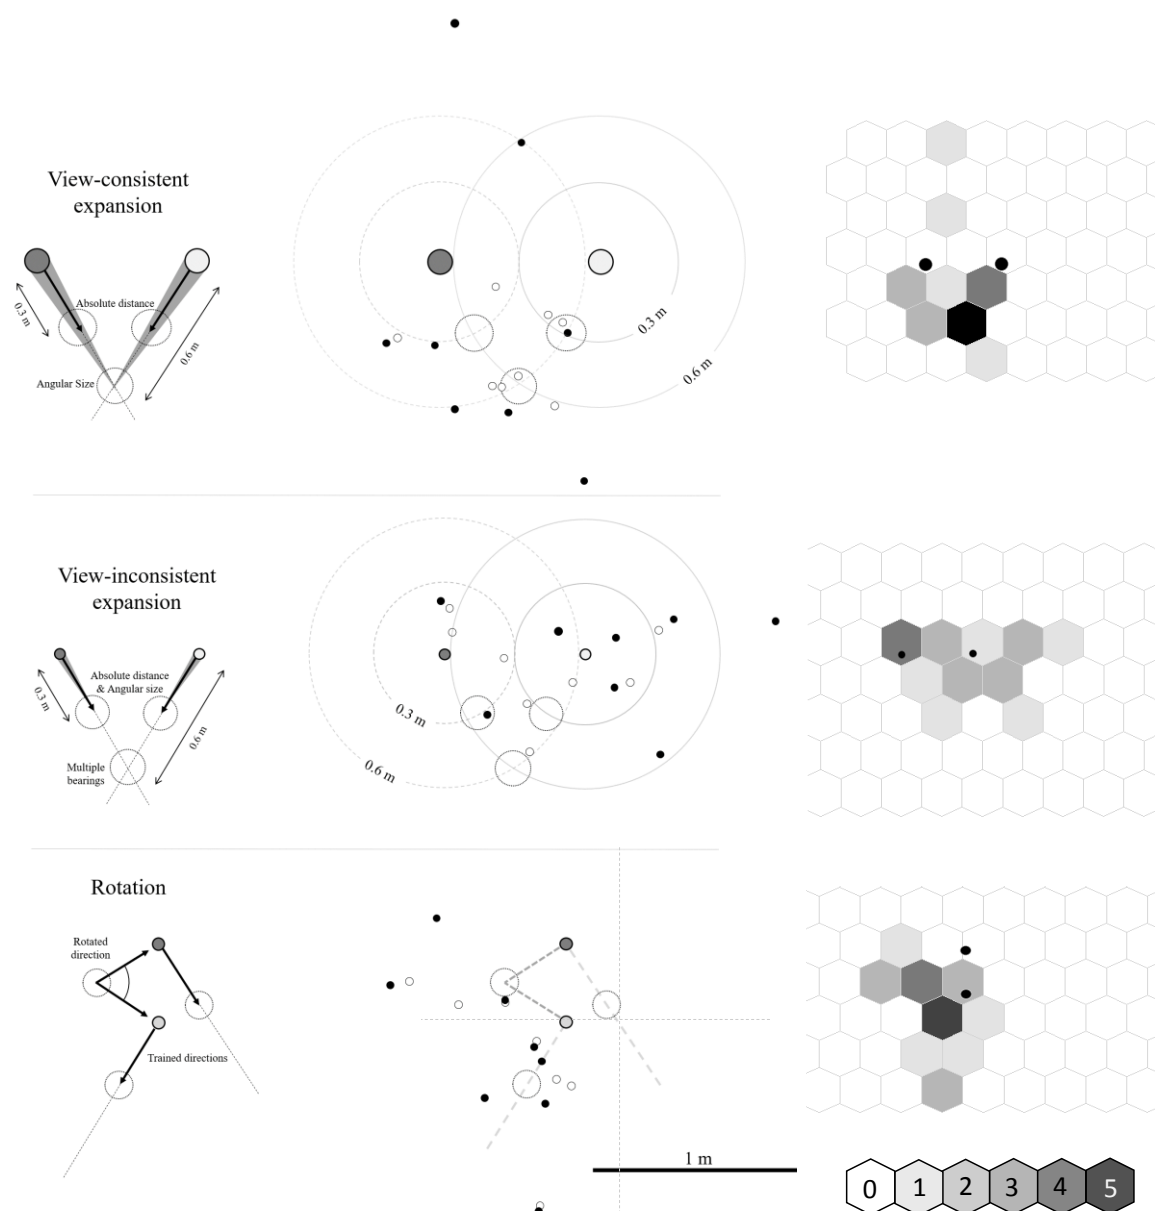 View-consistent
expansion
Absolute distance
0.3 m
0.6 m
Angular Size
0.3 m
0.6 m
View-inconsistent
expansion
Absolute distance
& Angular size
0.3 m
0.6 m
Multiple
bearings
0.3 m
0.6 m
Rotation
Rotated
direction
Trained directions
1 m
0 1 2 3 4 5